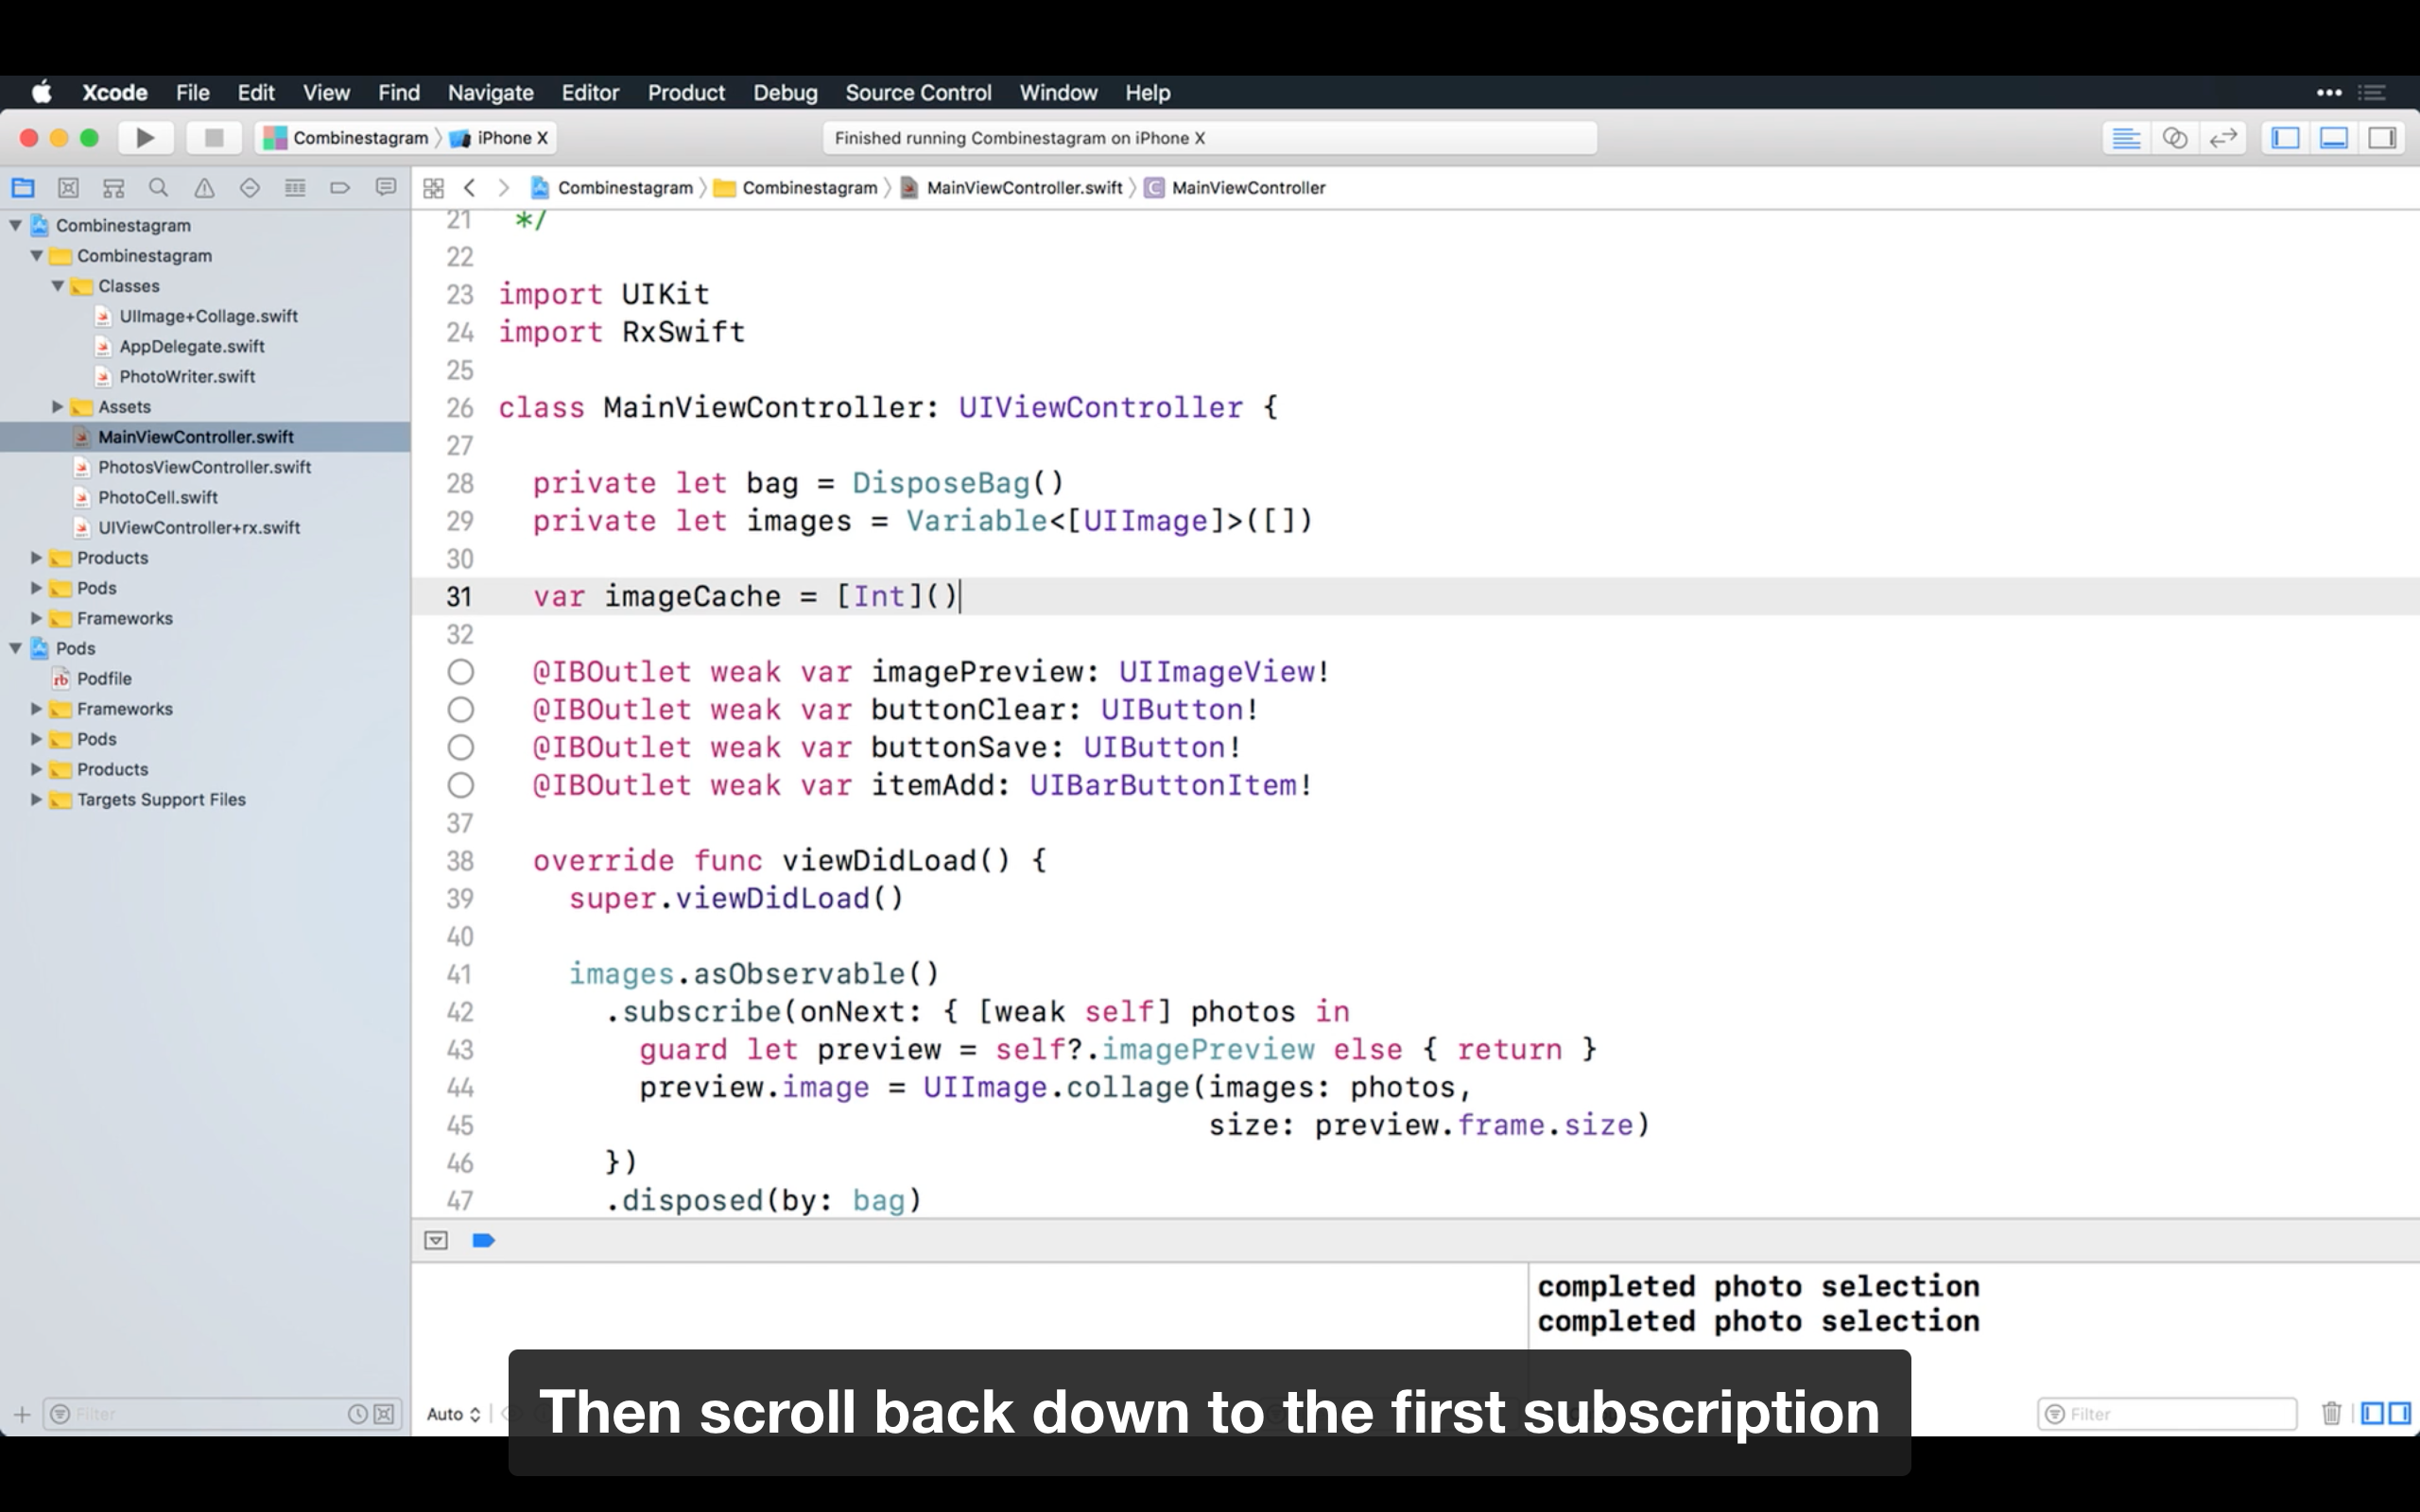 Xcode File Edit View Find Navigate Editor Product Debug Source Control Window Help
Combinestagram iPhone X
Finished running Combinestagram on iPhone X
Combinestagram Combinestagram MainViewController.swift C MainViewController
Combinestagram
Combinestagram
Classes
UIImage+Collage.swift
AppDelegate.swift
PhotoWriter.swift
Assets
MainViewController.swift
PhotosViewController.swift
PhotoCell.swift
UIViewController+rx.swift
Products
Pods
Frameworks
Pods
rb Podfile
Frameworks
Pods
Products
Targets Support Files
Filter
21 */
22
23 import UIKit
24 import RxSwift
25
26 class MainViewController: UIViewController {
27
28 private let bag = DisposeBag()
29 private let images = Variable<[UIImage]>([])
30
31 var imageCache = [Int]()
32
@IBOutlet weak var imagePreview: UIImageView!
@IBOutlet weak var buttonClear: UIButton!
@IBOutlet weak var buttonSave: UIButton!
@IBOutlet weak var itemAdd: UIBarButtonItem!
37
38 override func viewDidLoad() {
39 super.viewDidLoad()
40
41 images.asObservable()
42 .subscribe(onNext: { [weak self] photos in
43 guard let preview = self?.imagePreview else { return }
44 preview.image = UIImage.collage(images: photos,
45 size: preview.frame.size)
46 })
47 .disposed(by: bag)
completed photo selection
completed photo selection
Auto
Filter
Then scroll back down to the first subscription